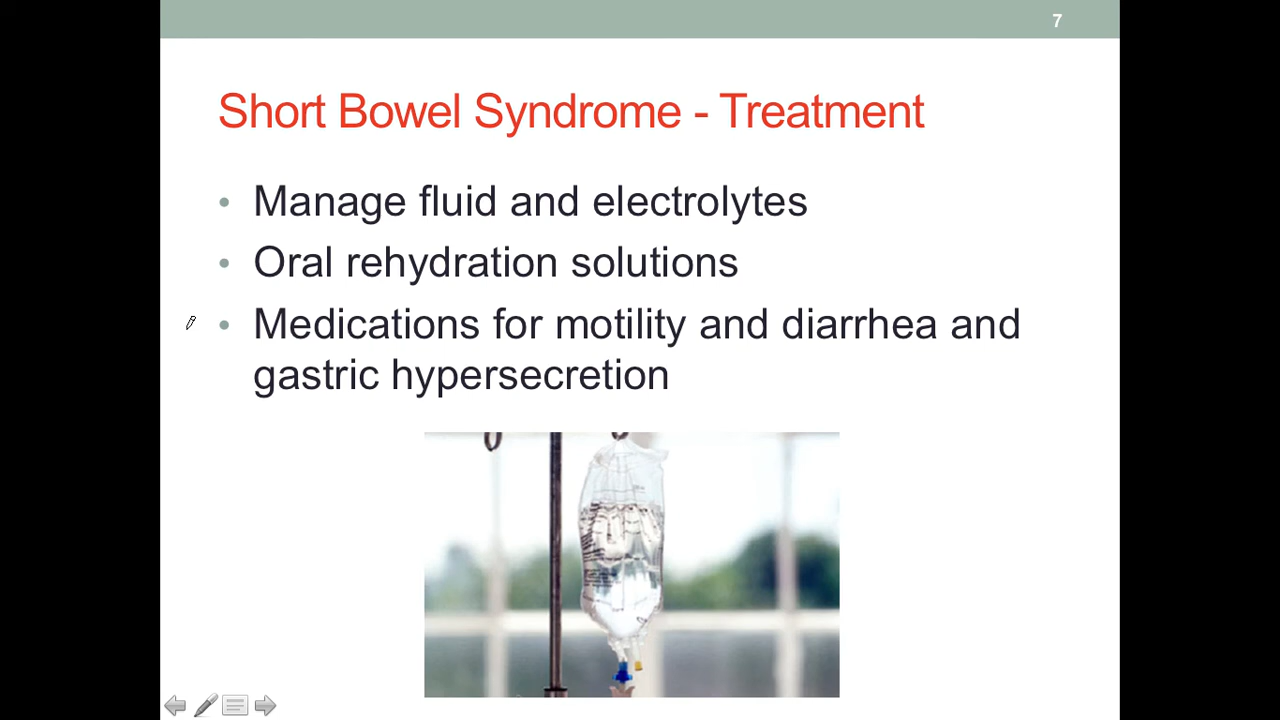 7
Short Bowel Syndrome - Treatment
• Manage fluid and electrolytes
• Oral rehydration solutions
• Medications for motility and diarrhea and
gastric hypersecretion